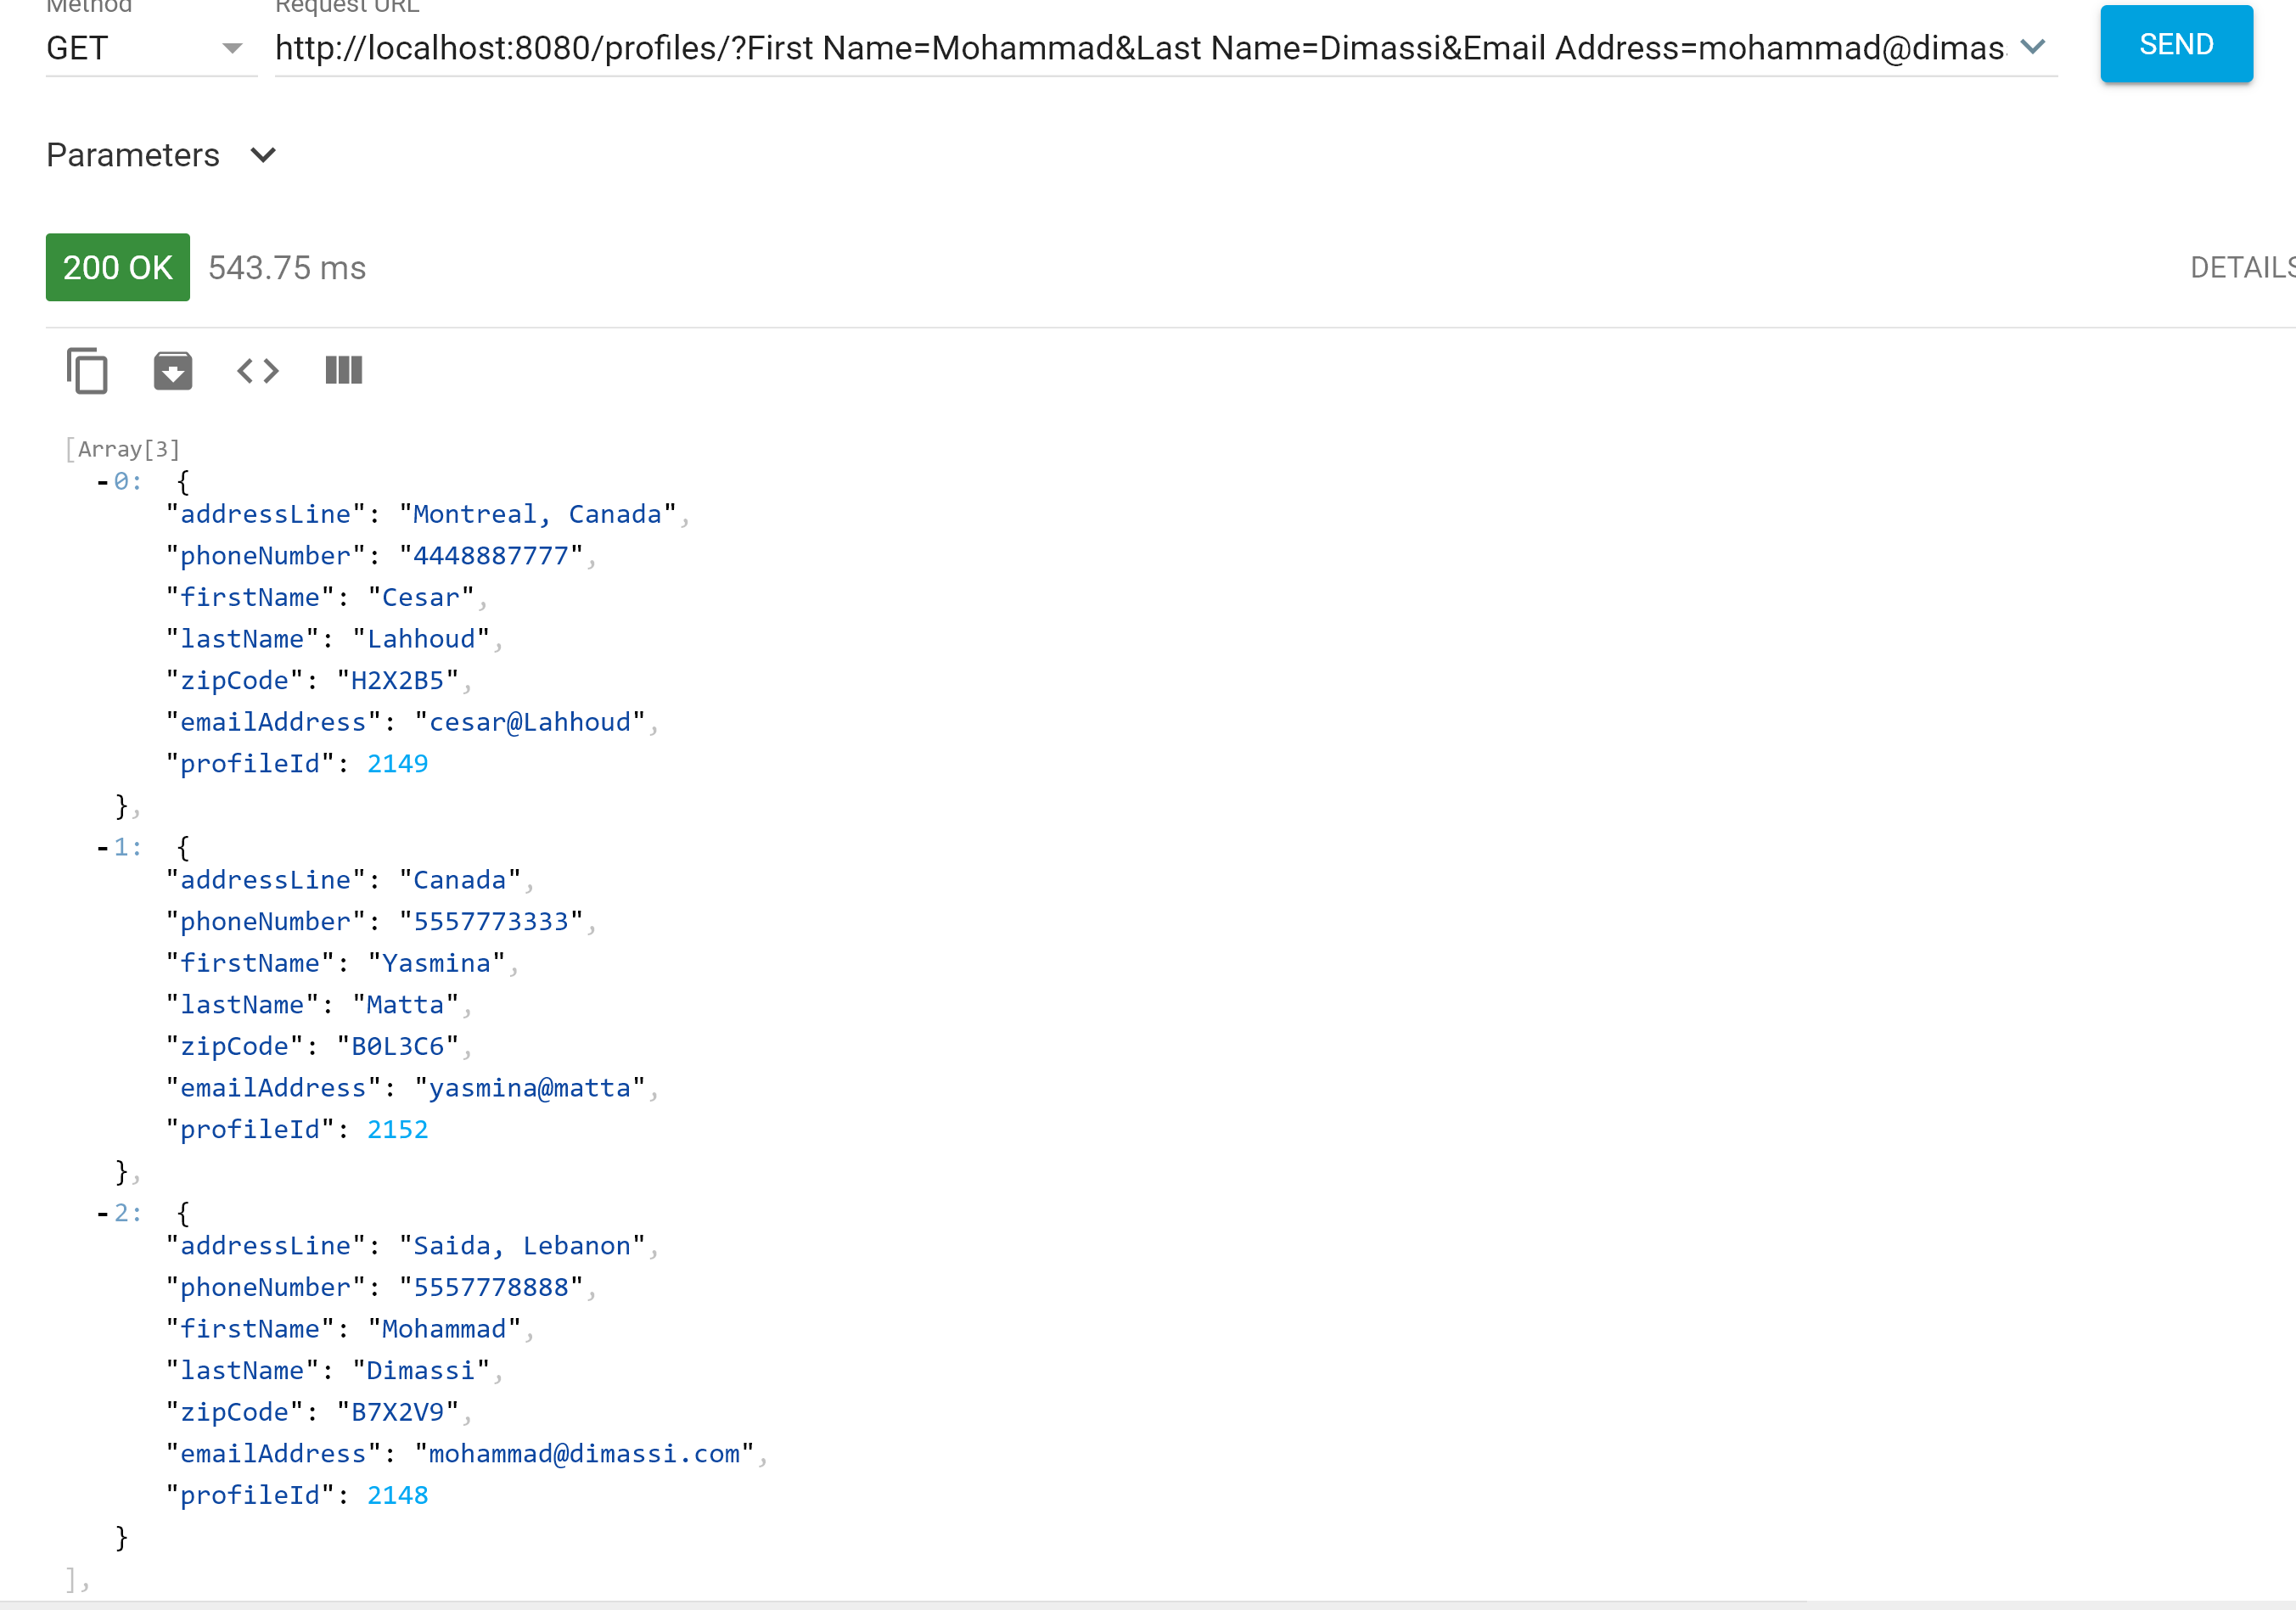 Method
Request URL
GET
http://localhost:8080/profiles/?First Name=Mohammad&Last Name=Dimassi&Email Address=mohammad@dimas
SEND
Parameters
200 OK 543.75 ms
DETAILS
[Array[3]
-0: {
"addressLine": "Montreal, Canada",
"phoneNumber": "4448887777",
"firstName": "Cesar",
"lastName": "Lahhoud",
"zipCode": "H2X2B5",
"emailAddress": "cesar@Lahhoud",
"profileId": 2149
},
-1: {
"addressLine": "Canada",
"phoneNumber": "5557773333",
"firstName": "Yasmina",
"lastName": "Matta",
"zipCode": "B0L3C6",
"emailAddress": "yasmina@matta",
"profileId": 2152
},
-2: {
"addressLine": "Saida, Lebanon",
"phoneNumber": "5557778888",
"firstName": "Mohammad",
"lastName": "Dimassi",
"zipCode": "B7X2V9",
"emailAddress": "mohammad@dimassi.com",
"profileId": 2148
}
],